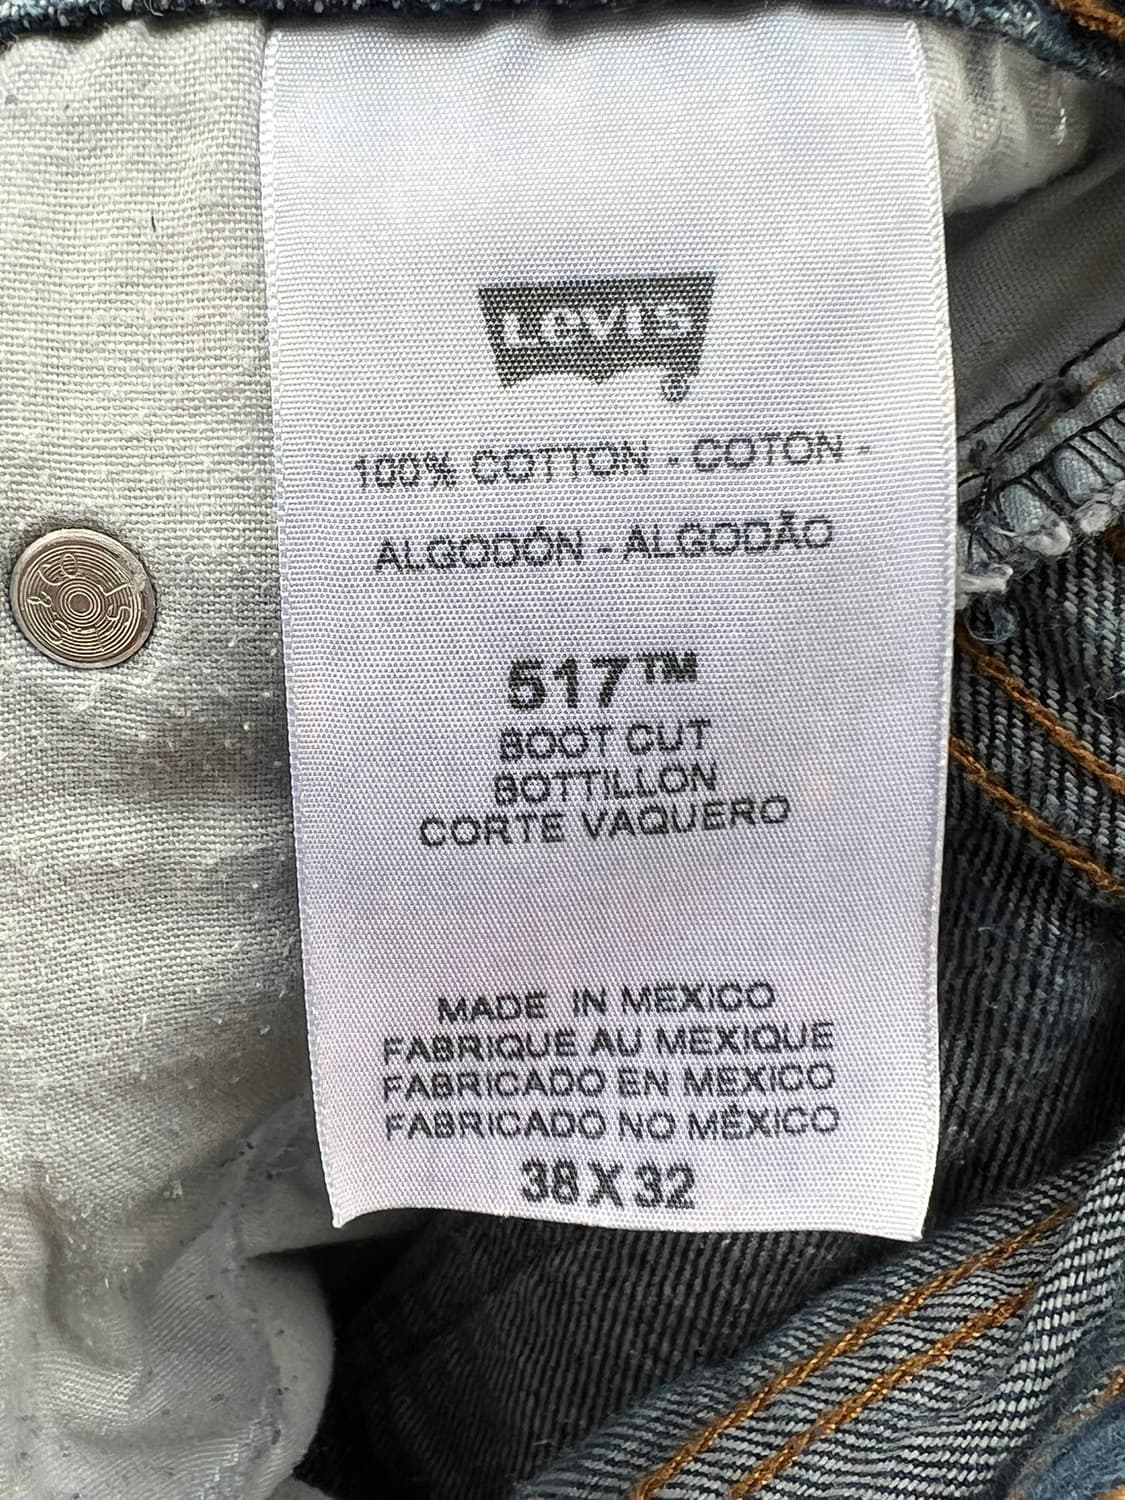 Levi's
®
100% COTTON - COTON -
ALGODÓN - ALGODÃO
517™
BOOT CUT
BOTTILLON
CORTE VAQUERO
MADE IN MEXICO
FABRIQUE AU MEXIQUE
FABRICADO EN MEXICO
FABRICADO NO MÉXICO
38 X 32